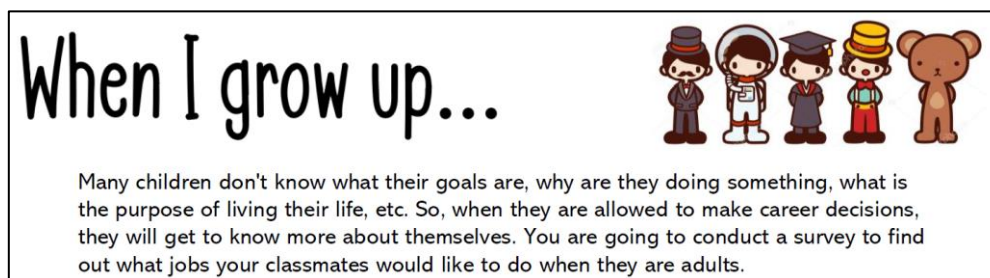 When I grow up...
Many children don't know what their goals are, why are they doing something, what is
the purpose of living their life, etc. So, when they are allowed to make career decisions,
they will get to know more about themselves. You are going to conduct a survey to find
out what jobs your classmates would like to do when they are adults.